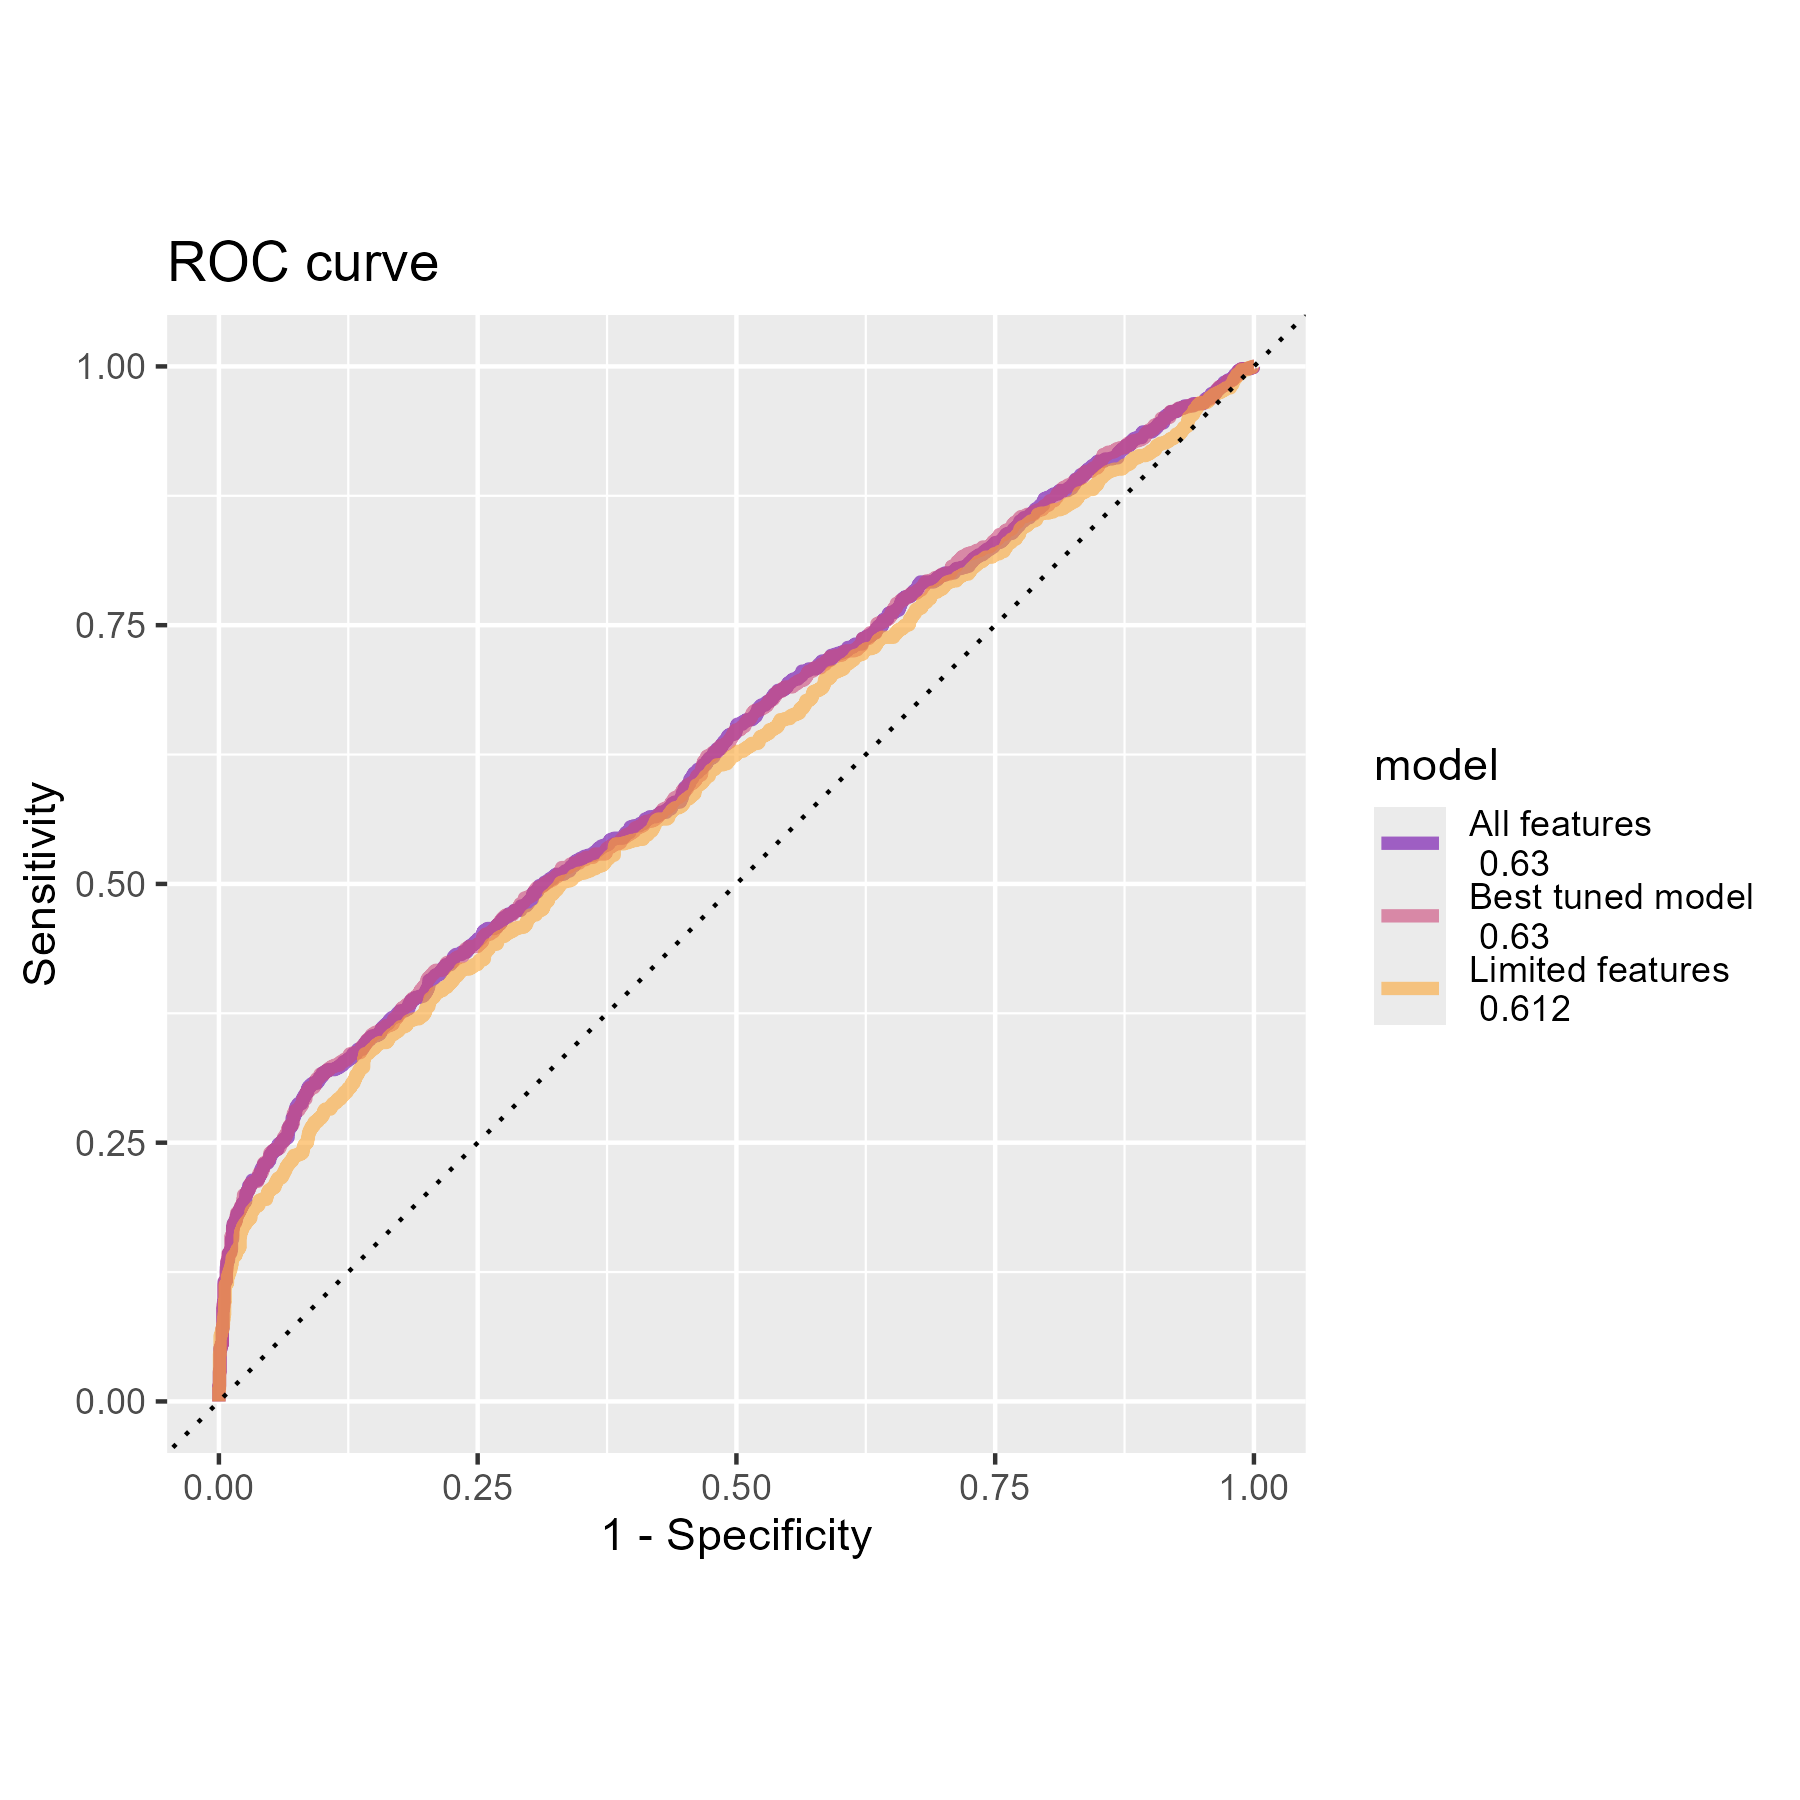 ROC curve
Sensitivity
1.00
0.75
0.50
0.25
0.00
0.00 0.25 0.50 0.75 1.00
1 - Specificity
model
All features
0.63
Best tuned model
0.63
Limited features
0.612